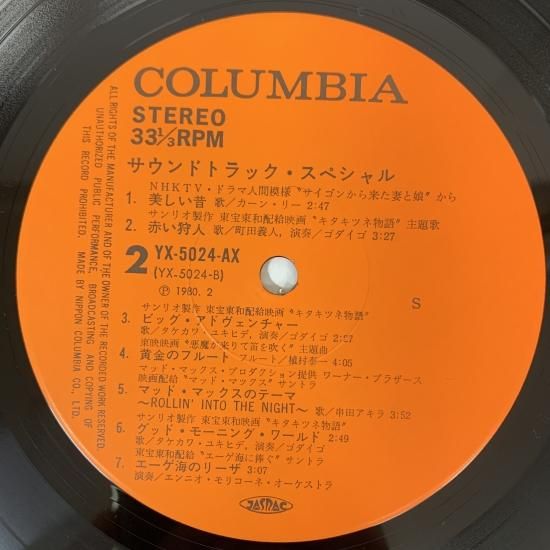 COLUMBIA
STEREO
33⅓RPM
サウンドトラック・スペシャル
NHKTV・ドラマ人間模様〝サイゴンから来た妻と娘〟から
1. 美しい昔 歌/カーン・リー 2:47
サンリオ製作 東宝東和配給映画〝キタキツネ物語〟主題歌
2. 赤い狩人 歌/町田義人, 演奏/ゴダイゴ 3:27
2 YX-5024-AX
(YX-5024-B)
Ⓟ 1980. 2
S
サンリオ製作 東宝東和配給映画〝キタキツネ物語〟
3. ビッグ・アドヴェンチャー
歌/タケカワ・ユキヒデ, 演奏/ゴダイゴ
東映映画〝悪魔が来りて笛を吹く〟主題曲
4. 黄金のフルート フルート/植村泰一 4:05
マッド・マックス・プロダクション提供 ワーナー・ブラザース
映画配給〝マッド・マックス〟サントラ
5. マッド・マックスのテーマ
〜ROLLIN' INTO THE NIGHT〜 歌/串田アキラ 3:52
サンリオ製作 東宝東和配給映画〝キタキツネ物語〟
6. グッド・モーニング・ワールド 2:49
歌/タケカワ・ユキヒデ, 演奏/ゴダイゴ
東宝東和配給〝エーゲ海に捧ぐ〟サントラ
7. エーゲ海のリーザ 3:07
演奏/エンニオ・モリコーネ・オーケストラ
JASRAC
ALL RIGHTS OF THE MANUFACTURER AND OF THE OWNER OF THE RECORDED WORK RESERVED.
UNAUTHORIZED PUBLIC PERFORMANCE, BROADCASTING AND COPYING OF
THIS RECORD PROHIBITED. MADE BY NIPPON COLUMBIA CO., LTD.